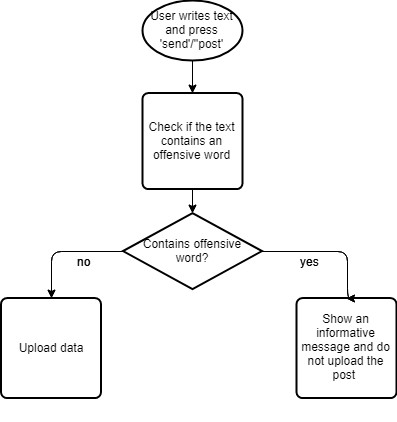 User writes text
and press
'send'/"post'
Check if the text
contains an
offensive word
Contains offensive
word?
no
yes
Upload data
Show an
informative
message and do
not upload the
post